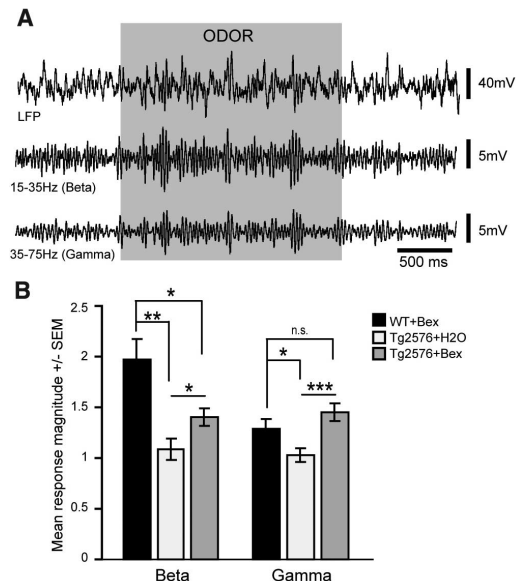 A
ODOR
LFP
40mV
15-35Hz (Beta)
5mV
35-75Hz (Gamma)
5mV
500 ms
B
Mean response magnitude +/- SEM
2.5
2
1.5
1
0.5
0
*
**
*
n.s.
*
***
WT+Bex
Tg2576+H2O
Tg2576+Bex
Beta
Gamma